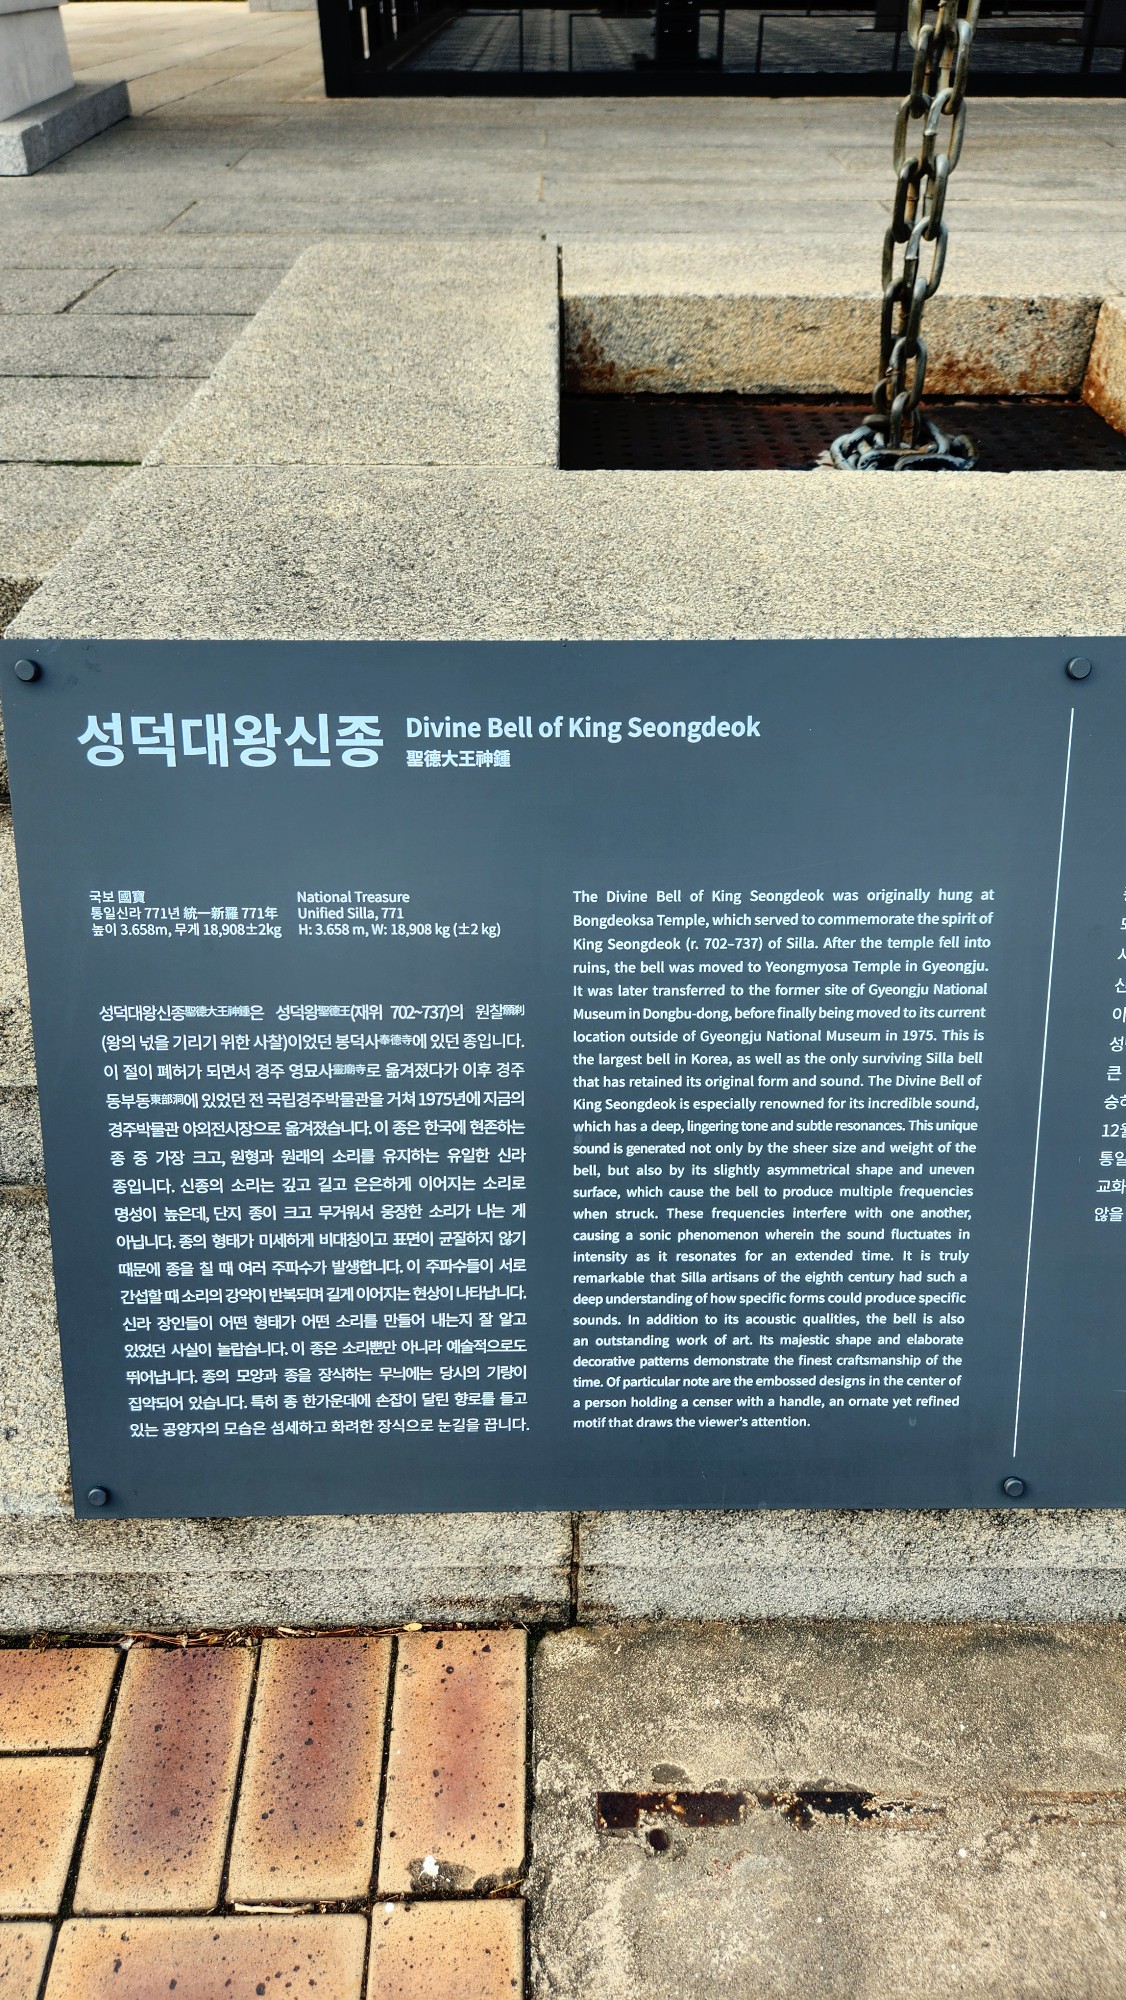 성덕대왕신종
Divine Bell of King Seongdeok
聖德大王神鍾
국보 國寶
통일신라 771년 統一新羅 771年
높이 3.658m, 무게 18,908±2kg
National Treasure
Unified Silla, 771
H: 3.658 m, W: 18,908 kg (±2 kg)
성덕대왕신종聖德大王神鍾은 성덕왕聖德王(재위 702~737)의 원찰願刹
(왕의 넋을 기리기 위한 사찰)이었던 봉덕사奉德寺에 있던 종입니다.
이 절이 폐허가 되면서 경주 영묘사靈廟寺로 옮겨졌다가 이후 경주
동부동東部洞에 있었던 전 국립경주박물관을 거쳐 1975년에 지금의
경주박물관 야외전시장으로 옮겨졌습니다. 이 종은 한국에 현존하는
종 중 가장 크고, 원형과 원래의 소리를 유지하는 유일한 신라
종입니다. 신종의 소리는 깊고 길고 은은하게 이어지는 소리로
명성이 높은데, 단지 종이 크고 무거워서 웅장한 소리가 나는 게
아닙니다. 종의 형태가 미세하게 비대칭이고 표면이 균질하지 않기
때문에 종을 칠 때 여러 주파수가 발생합니다. 이 주파수들이 서로
간섭할 때 소리의 강약이 반복되며 길게 이어지는 현상이 나타납니다.
신라 장인들이 어떤 형태가 어떤 소리를 만들어 내는지 잘 알고
있었던 사실이 놀랍습니다. 이 종은 소리뿐만 아니라 예술적으로도
뛰어납니다. 종의 모양과 종을 장식하는 무늬에는 당시의 기량이
집약되어 있습니다. 특히 종 한가운데에 손잡이 달린 향로를 들고
있는 공양자의 모습은 섬세하고 화려한 장식으로 눈길을 끕니다.
The Divine Bell of King Seongdeok was originally hung at
Bongdeoksa Temple, which served to commemorate the spirit of
King Seongdeok (r. 702–737) of Silla. After the temple fell into
ruins, the bell was moved to Yeongmyosa Temple in Gyeongju.
It was later transferred to the former site of Gyeongju National
Museum in Dongbu-dong, before finally being moved to its current
location outside of Gyeongju National Museum in 1975. This is
the largest bell in Korea, as well as the only surviving Silla bell
that has retained its original form and sound. The Divine Bell of
King Seongdeok is especially renowned for its incredible sound,
which has a deep, lingering tone and subtle resonances. This unique
sound is generated not only by the sheer size and weight of the
bell, but also by its slightly asymmetrical shape and uneven
surface, which cause the bell to produce multiple frequencies
when struck. These frequencies interfere with one another,
causing a sonic phenomenon wherein the sound fluctuates in
intensity as it resonates for an extended time. It is truly
remarkable that Silla artisans of the eighth century had such a
deep understanding of how specific forms could produce specific
sounds. In addition to its acoustic qualities, the bell is also
an outstanding work of art. Its majestic shape and elaborate
decorative patterns demonstrate the finest craftsmanship of the
time. Of particular note are the embossed designs in the center of
a person holding a censer with a handle, an ornate yet refined
motif that draws the viewer's attention.
성
큰
승하
12월
통일
교화
않을